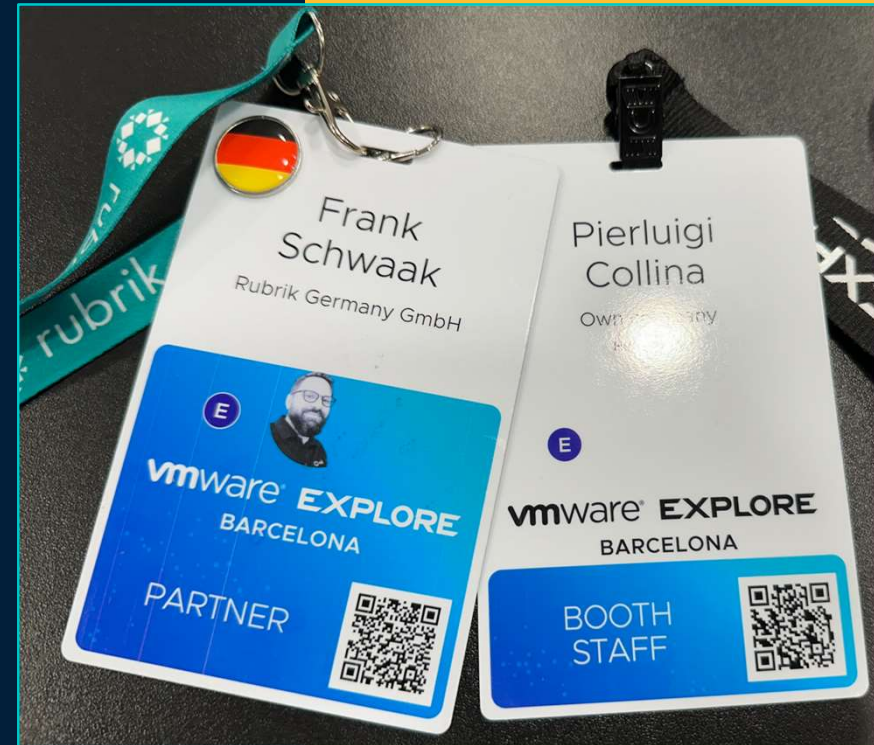 rubrik
Frank
Schwaak
Rubrik Germany GmbH
E
vmware® EXPLORE
BARCELONA
PARTNER
Pierluigi
Collina
E
vmware® EXPLORE
BARCELONA
BOOTH
STAFF